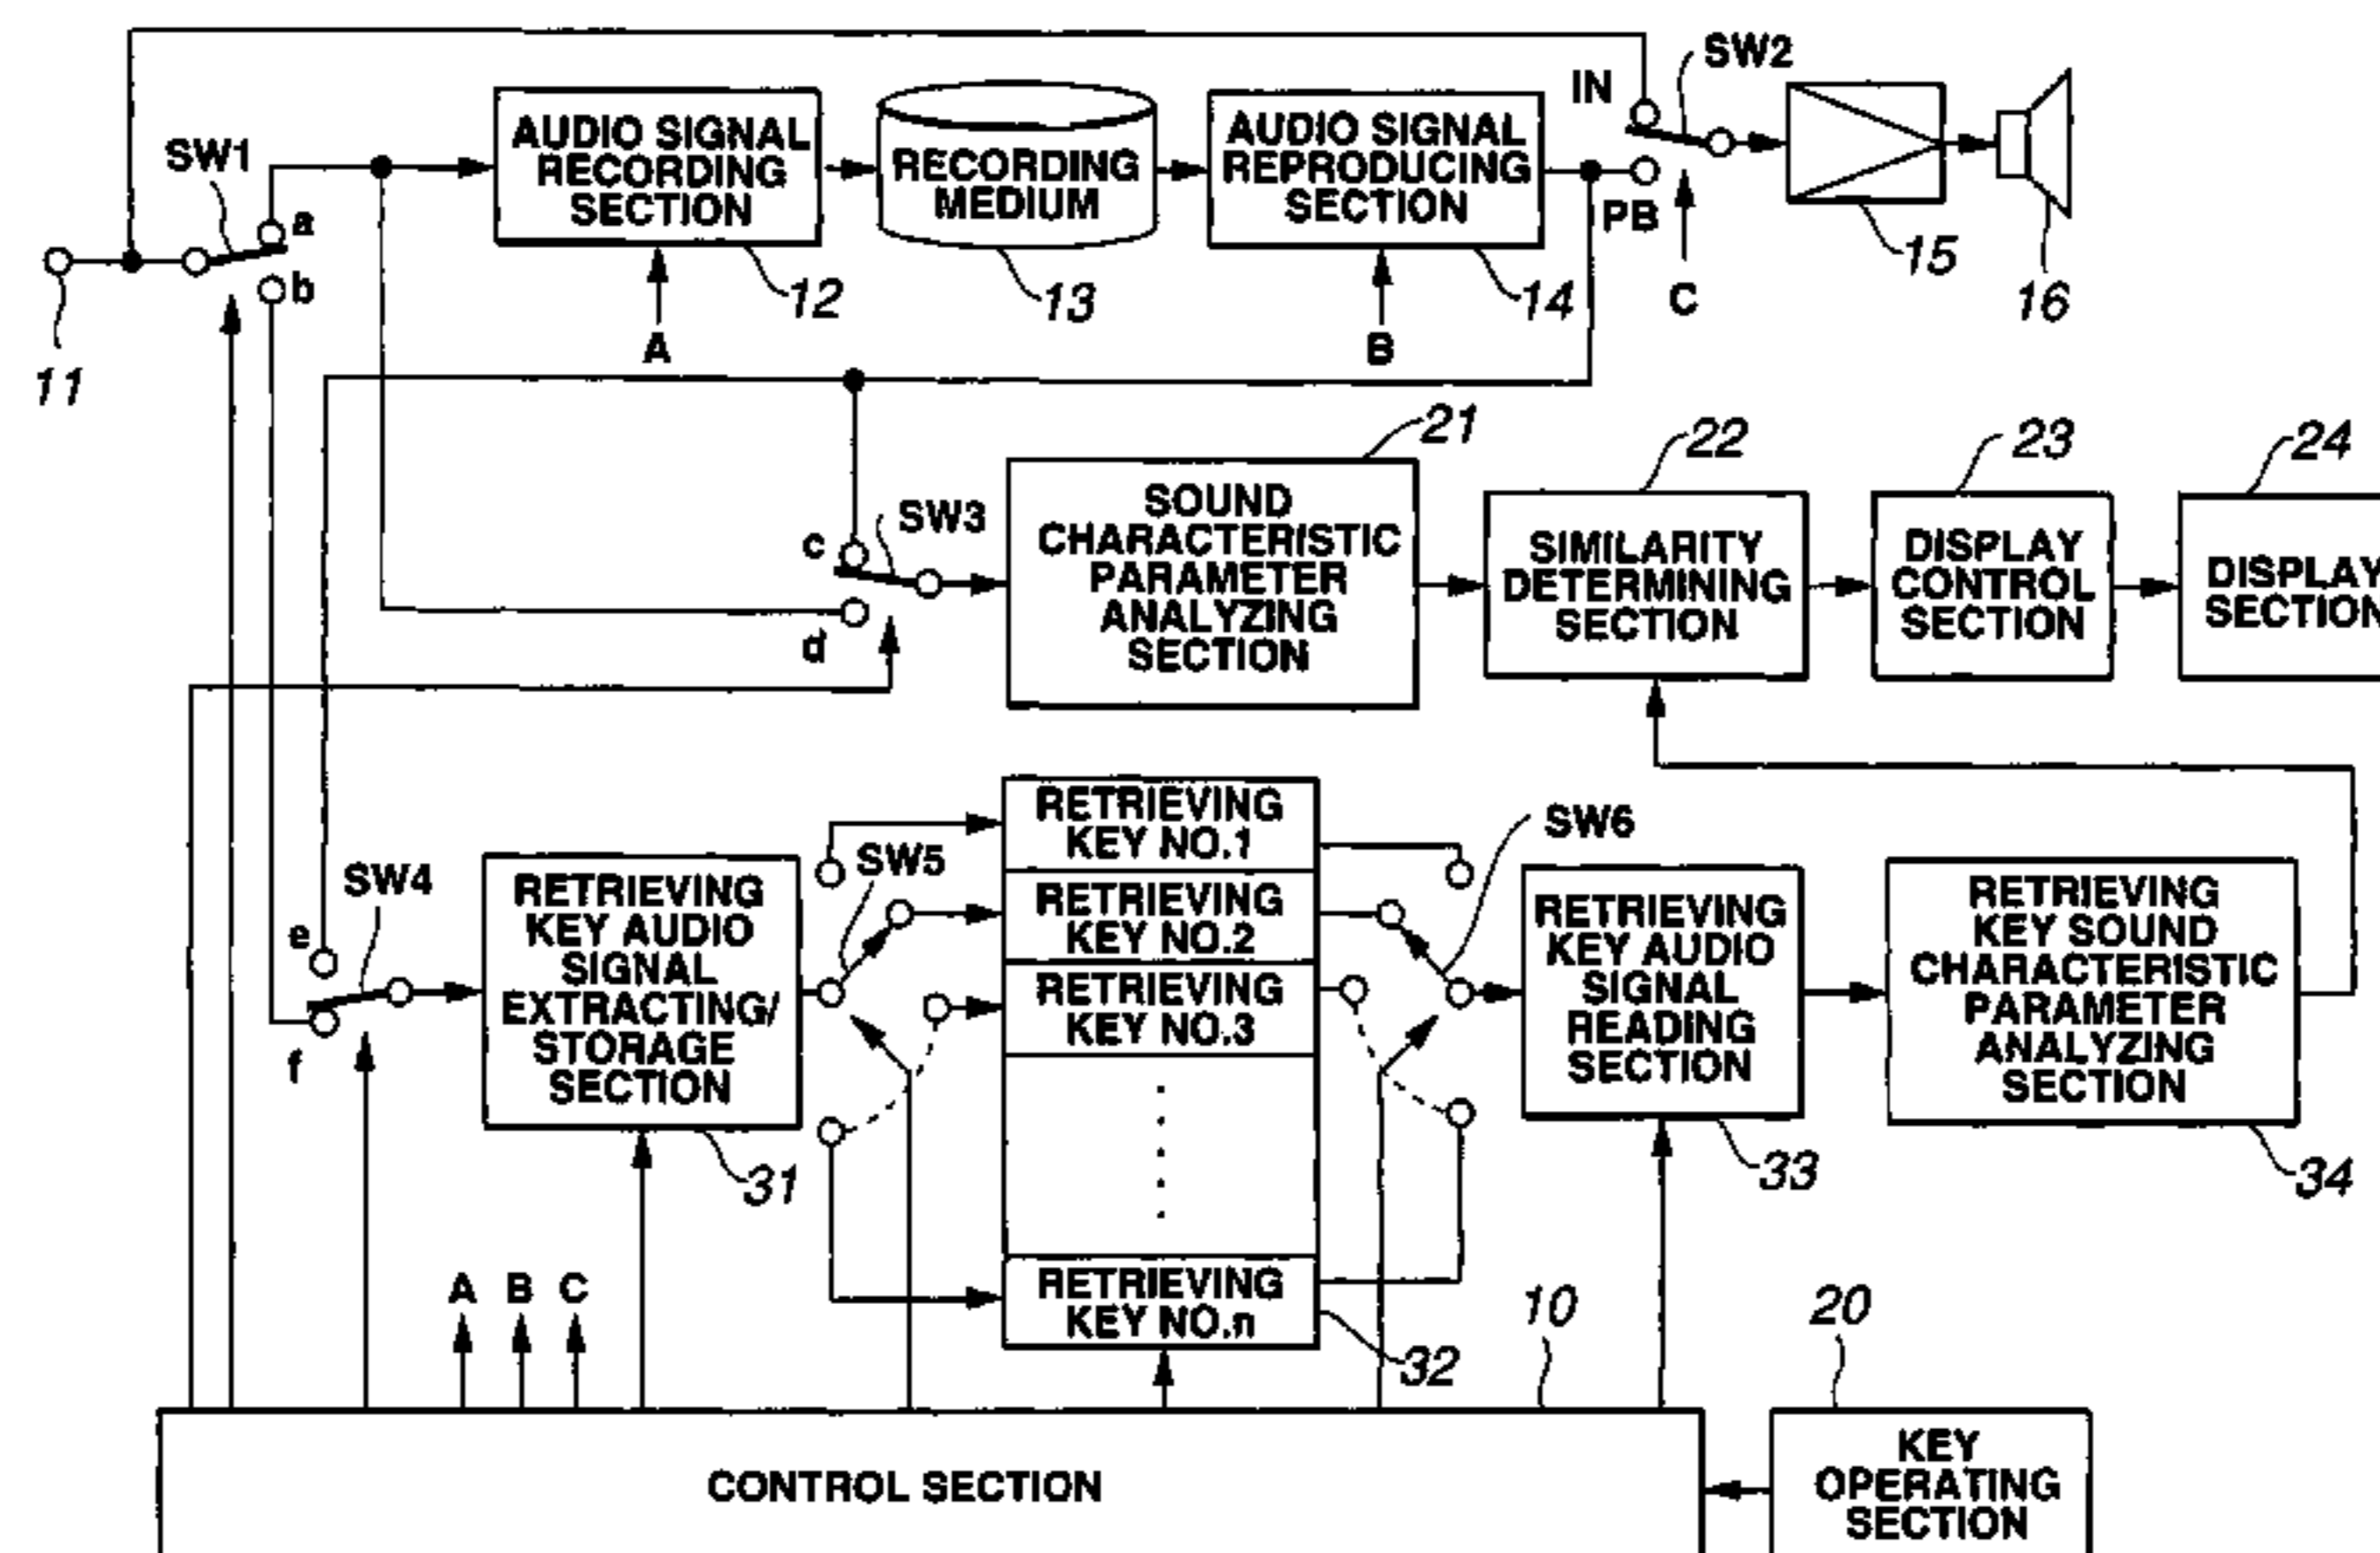 SW1
a
b
11
AUDIO SIGNAL
RECORDING
SECTION
12
A
RECORDING
MEDIUM
13
AUDIO SIGNAL
REPRODUCING
SECTION
14
B
IN
PB
SW2
C
15
16
c
d
SW3
SOUND
CHARACTERISTIC
PARAMETER
ANALYZING
SECTION
21
SIMILARITY
DETERMINING
SECTION
22
DISPLAY
CONTROL
SECTION
23
DISPLAY
SECTION
24
e
f
SW4
RETRIEVING
KEY AUDIO
SIGNAL
EXTRACTING/
STORAGE
SECTION
31
SW5
RETRIEVING
KEY NO.1
RETRIEVING
KEY NO.2
RETRIEVING
KEY NO.3
RETRIEVING
KEY NO.n
32
SW6
RETRIEVING
KEY AUDIO
SIGNAL
READING
SECTION
33
RETRIEVING
KEY SOUND
CHARACTERISTIC
PARAMETER
ANALYZING
SECTION
34
A B C
10
CONTROL SECTION
20
KEY
OPERATING
SECTION